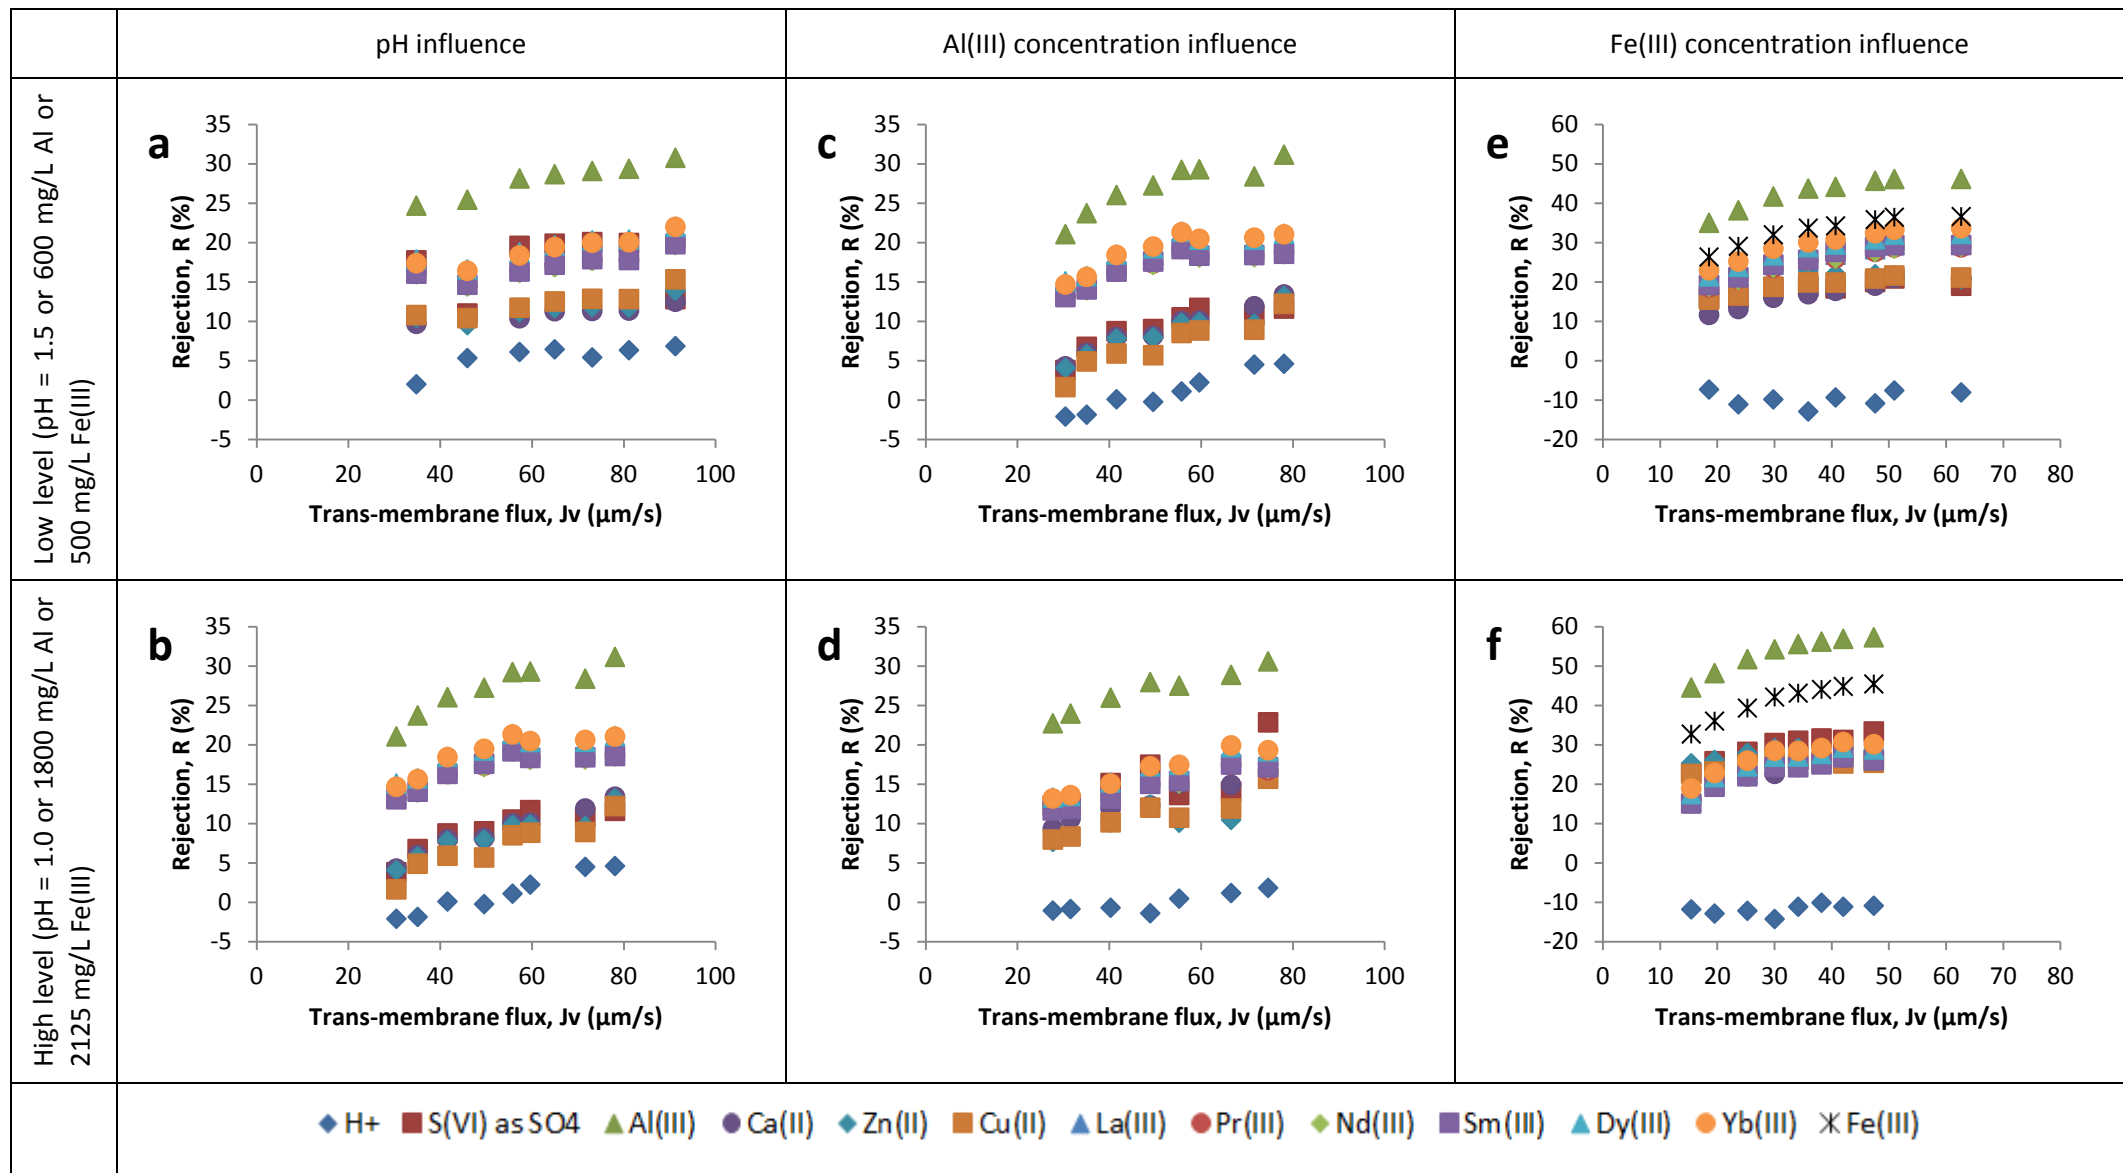 pH influence
Al(III) concentration influence
Fe(III) concentration influence
Low level (pH = 1.5 or 600 mg/L Al or
500 mg/L Fe(III)
a
Rejection, R (%)
35
30
25
20
15
10
5
0
-5
0 20 40 60 80 100
Trans-membrane flux, Jv (µm/s)
c
Rejection, R (%)
35
30
25
20
15
10
5
0
-5
0 20 40 60 80 100
Trans-membrane flux, Jv (µm/s)
e
Rejection, R (%)
60
50
40
30
20
10
0
-10
-20
0 10 20 30 40 50 60 70 80
Trans-membrane flux, Jv (µm/s)
High level (pH = 1.0 or 1800 mg/L Al or
2125 mg/L Fe(III)
b
Rejection, R (%)
35
30
25
20
15
10
5
0
-5
0 20 40 60 80 100
Trans-membrane flux, Jv (µm/s)
d
Rejection, R (%)
35
30
25
20
15
10
5
0
-5
0 20 40 60 80 100
Trans-membrane flux, Jv (µm/s)
f
Rejection, R (%)
60
50
40
30
20
10
0
-10
-20
0 10 20 30 40 50 60 70 80
Trans-membrane flux, Jv (µm/s)
H+ S(VI) as SO4 Al(III) Ca(II) Zn(II) Cu(II) La(III) Pr(III) Nd(III) Sm(III) Dy(III) Yb(III) Fe(III)